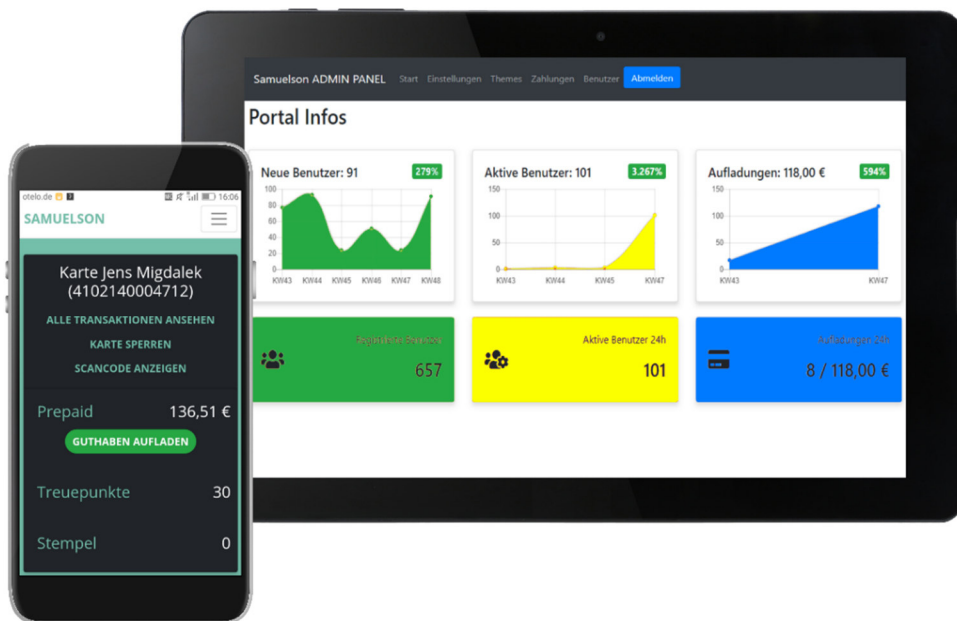 Samuelson ADMIN PANEL Start Einstellungen Themes Zahlungen Benutzer Abmelden
Portal Infos
Neue Benutzer: 91 279%
100
80
60
40
20
0
KW44 KW45 KW46 KW47 KW48
KW43
Aktive Benutzer: 101 3.267%
150
100
50
0
KW43 KW44 KW45 KW47
Aufladungen: 118,00 € 594%
150
100
50
0
KW43 KW47
Registrierte Benutzer
657
Aktive Benutzer 24h
101
Aufladungen 24h
8 / 118,00 €
otelo.de 16:06
SAMUELSON
Karte Jens Migdalek
(4102140004712)
ALLE TRANSAKTIONEN ANSEHEN
KARTE SPERREN
SCANCODE ANZEIGEN
Prepaid 136,51 €
GUTHABEN AUFLADEN
Treuepunkte 30
Stempel 0